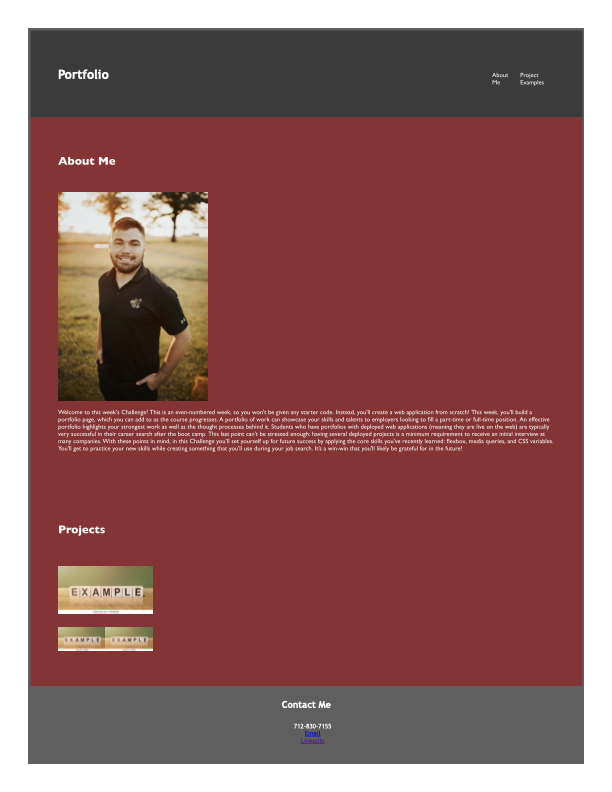 Portfolio
About
Me
Project
Examples
About Me
Welcome to this week's Challenge! This is an even-numbered week, so you won't be given any starter code. Instead, you'll create a web application from scratch! This week, you'll build a
portfolio page, which you can add to as the course progresses. A portfolio of work can showcase your skills and talents to employers looking to fill a part-time or full-time position. An effective
portfolio highlights your strongest work as well as the thought processes behind it. Students who have portfolios with deployed web applications (meaning they are live on the web) are typically
very successful in their career search after the boot camp. This last point can't be stressed enough: having several deployed projects is a minimum requirement to receive an initial interview at
many companies. With these points in mind, in this Challenge you'll set yourself up for future success by applying the core skills you've recently learned: flexbox, media queries, and CSS variables.
You'll get to practice your new skills while creating something that you'll use during your job search. It's a win-win that you'll likely be grateful for in the future!
Projects
EXAMPLE
EXAMPLE EXAMPLE
Contact Me
712-830-7155
Email
LinkedIn